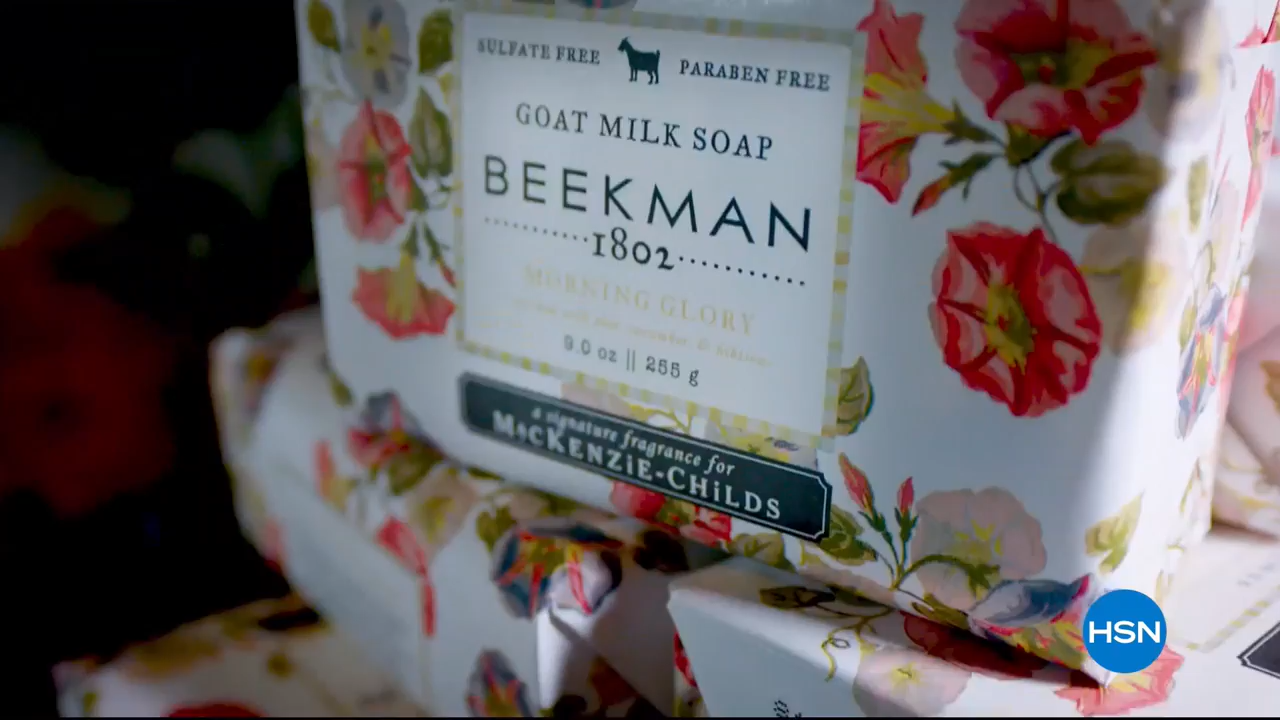 SULFATE FREE PARABEN FREE
GOAT MILK SOAP
BEEKMAN
1802
MORNING GLORY
9.0 oz || 255 g
a signature fragrance for
MacKENZiE-CHiLDS
HSN